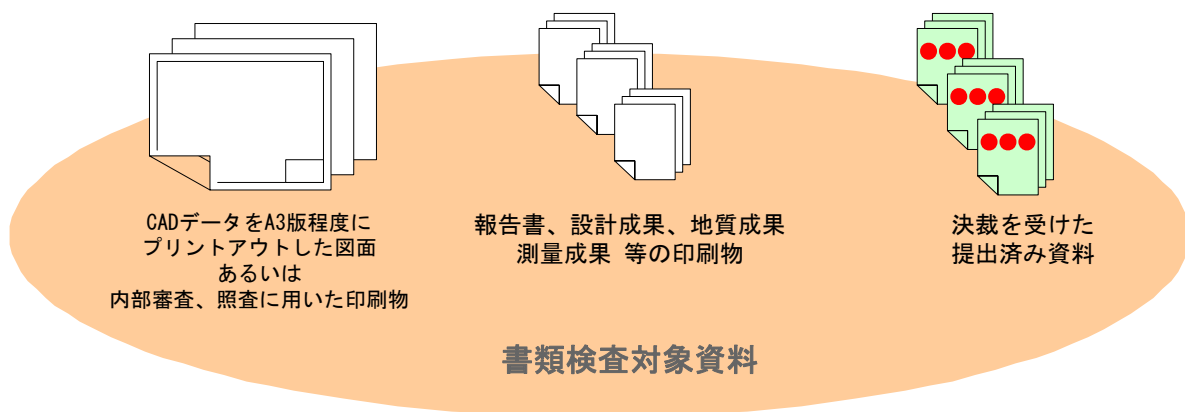 CADデータをA3版程度に
プリントアウトした図面
あるいは
内部審査、照査に用いた印刷物
報告書、設計成果、地質成果
測量成果 等の印刷物
決裁を受けた
提出済み資料
書類検査対象資料